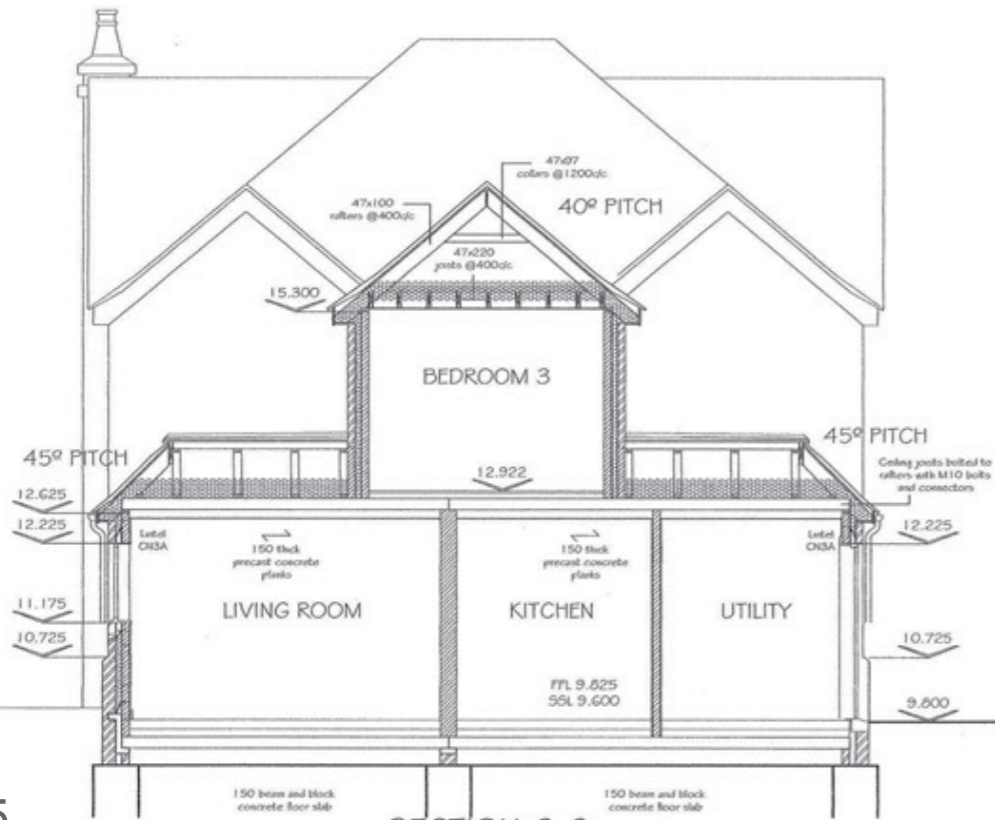 47x97
collars @1200c/c
47x100
rafters @400c/c
40º PITCH
47x220
joists @400c/c
15.300
BEDROOM 3
45º PITCH
45º PITCH
Ceiling joists bolted to
rafters with M10 bolts
and connectors
12.922
12.625
12.225
Lintel
CN3A
150 thick
precast concrete
planks
150 thick
precast concrete
planks
Lintel
CN3A
12.225
11.175
LIVING ROOM
KITCHEN
UTILITY
10.725
10.725
FFL 9.825
SSL 9.600
9.800
150 beam and block
concrete floor slab
150 beam and block
concrete floor slab
5